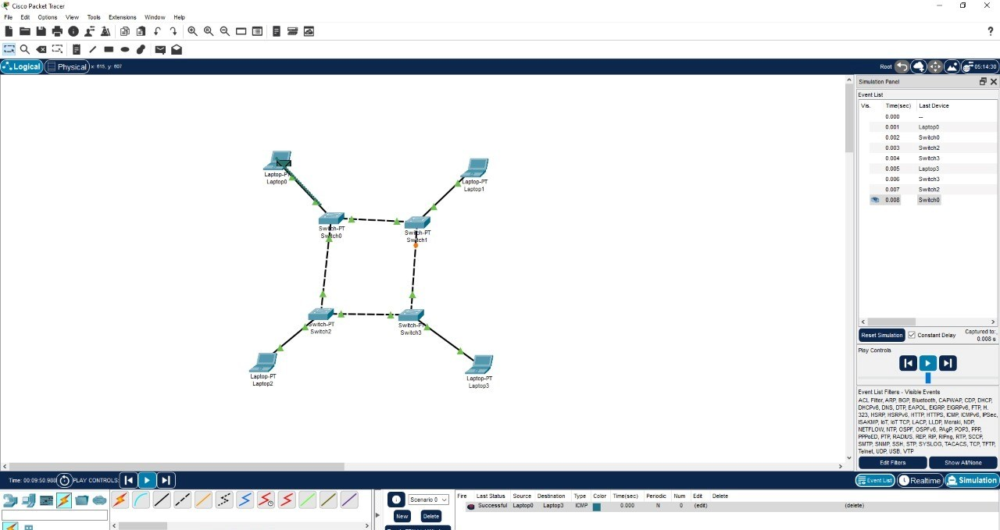 Cisco Packet Tracer
File Edit Options View Tools Extensions Window Help
?
Logical Physical x: 615, y: 607
Root 05:14:30
Laptop-PT
Laptop0
Laptop-PT
Laptop1
Switch-PT
Switch0
Switch-PT
Switch1
Switch-PT
Switch2
Switch-PT
Switch3
Laptop-PT
Laptop2
Laptop-PT
Laptop3
Simulation Panel
Event List
Vis. Time(sec) Last Device
0.000 --
0.001 Laptop0
0.002 Switch0
0.003 Switch2
0.004 Switch3
0.005 Laptop3
0.006 Switch3
0.007 Switch2
0.008 Switch0
Reset Simulation Constant Delay Captured to:
0.008 s
Play Controls
Event List Filters - Visible Events
ACL Filter, ARP, BGP, Bluetooth, CAPWAP, CDP, DHCP,
DHCPv6, DNS, DTP, EAPOL, EIGRP, EIGRPv6, FTP, H.
323, HSRP, HSRPv6, HTTP, HTTPS, ICMP, ICMPv6, IPSec,
ISAKMP, IoT, IoT TCP, LACP, LLDP, Meraki, NDP,
NETFLOW, NTP, OSPF, OSPFv6, PAgP, POP3, PPP,
PPPoED, PTP, RADIUS, REP, RIP, RIPng, RTP, SCCP,
SMTP, SNMP, SSH, STP, SYSLOG, TACACS, TCP, TFTP,
Telnet, UDP, USB, VTP
Edit Filters Show All/None
Time: 00:09:50.988 PLAY CONTROLS:
Event List Realtime Simulation
Scenario 0
New Delete
Fire Last Status Source Destination Type Color Time(sec) Periodic Num Edit Delete
Successful Laptop0 Laptop3 ICMP 0.000 N 0 (edit) (delete)